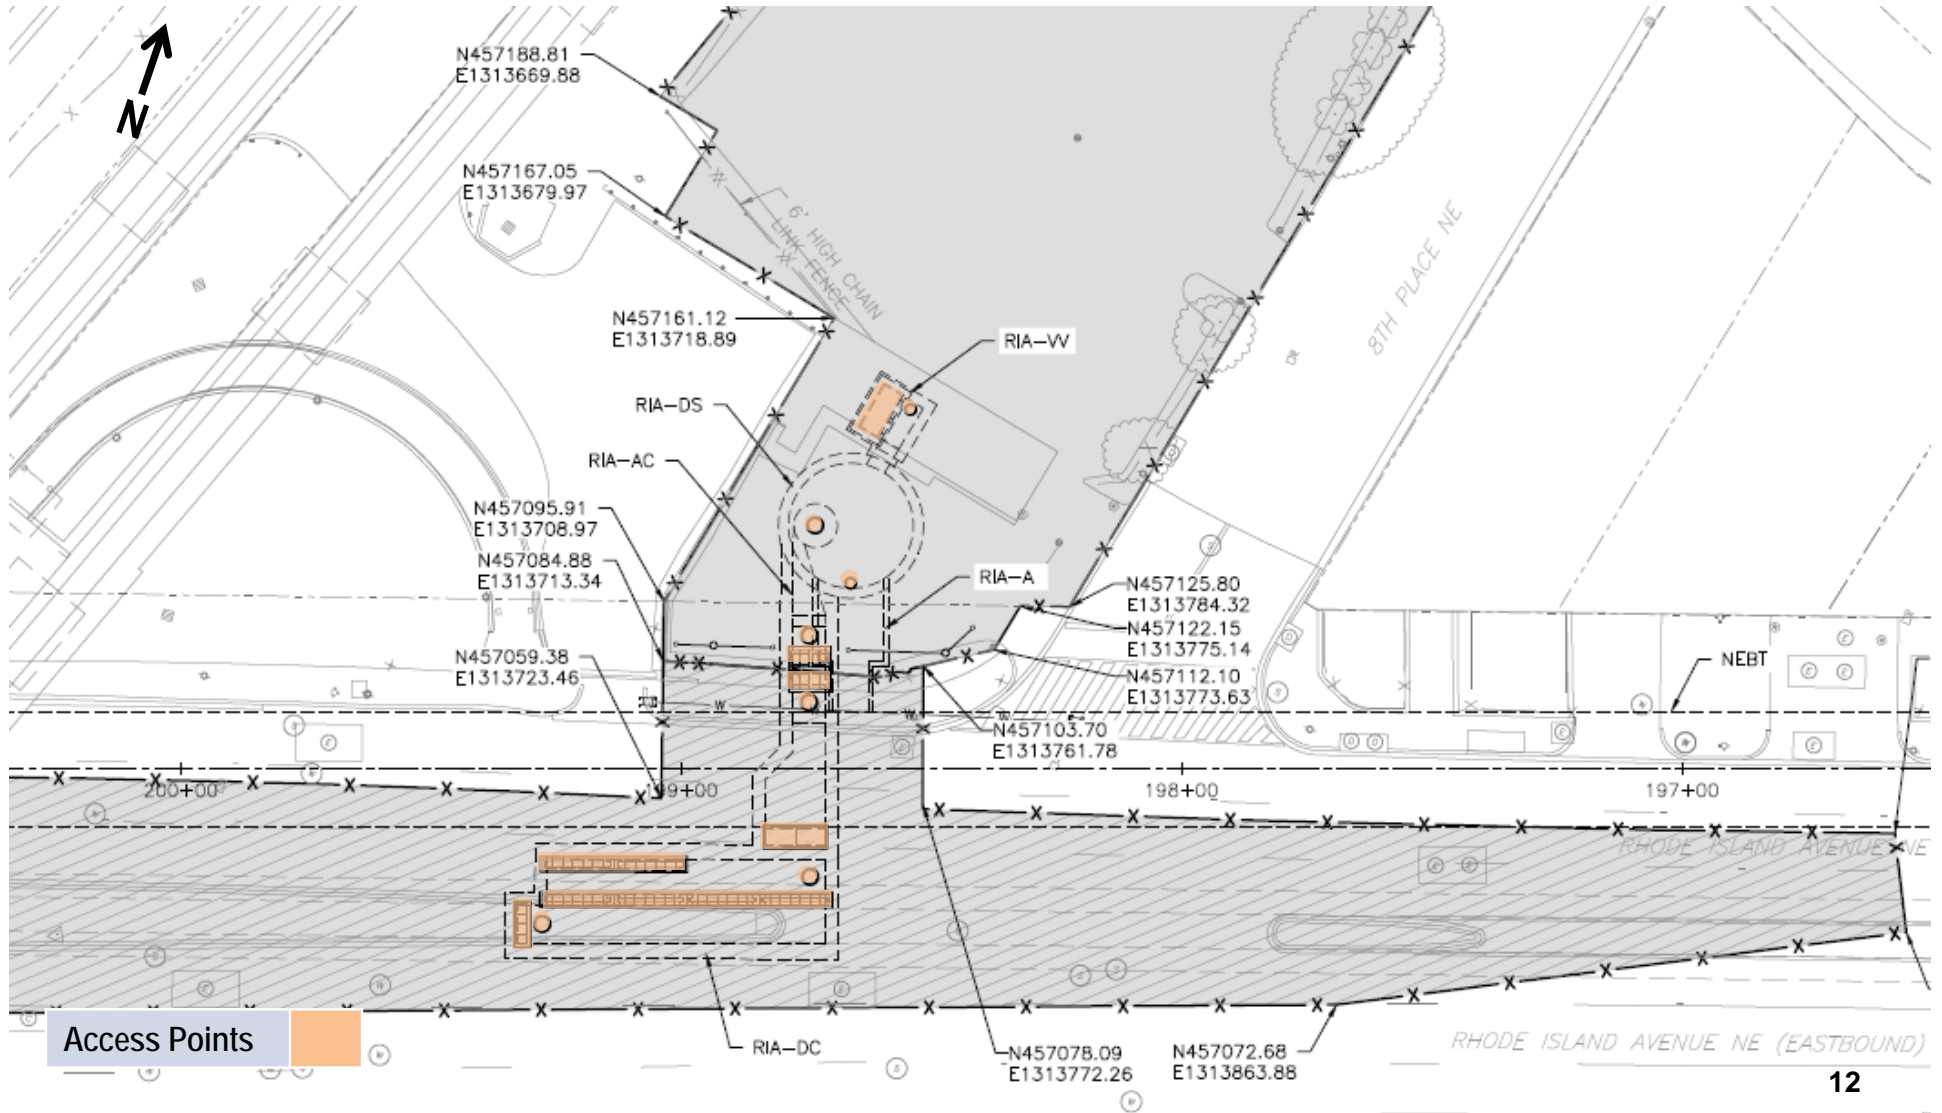 N
N457188.81
E1313669.88
N457167.05
E1313679.97
6' HIGH CHAIN
LINK FENCE
8TH PLACE NE
N457161.12
E1313718.89
RIA-VV
RIA-DS
RIA-AC
N457095.91
E1313708.97
N457084.88
E1313713.34
RIA-A
N457125.80
E1313784.32
N457122.15
E1313775.14
N457059.38
E1313723.46
N457112.10
E1313773.63
NEBT
N457103.70
E1313761.78
200+00
199+00
198+00
197+00
RHODE ISLAND AVENUE NE
RIA-DC
N457078.09
E1313772.26
N457072.68
E1313863.88
RHODE ISLAND AVENUE NE (EASTBOUND)
Access Points
12